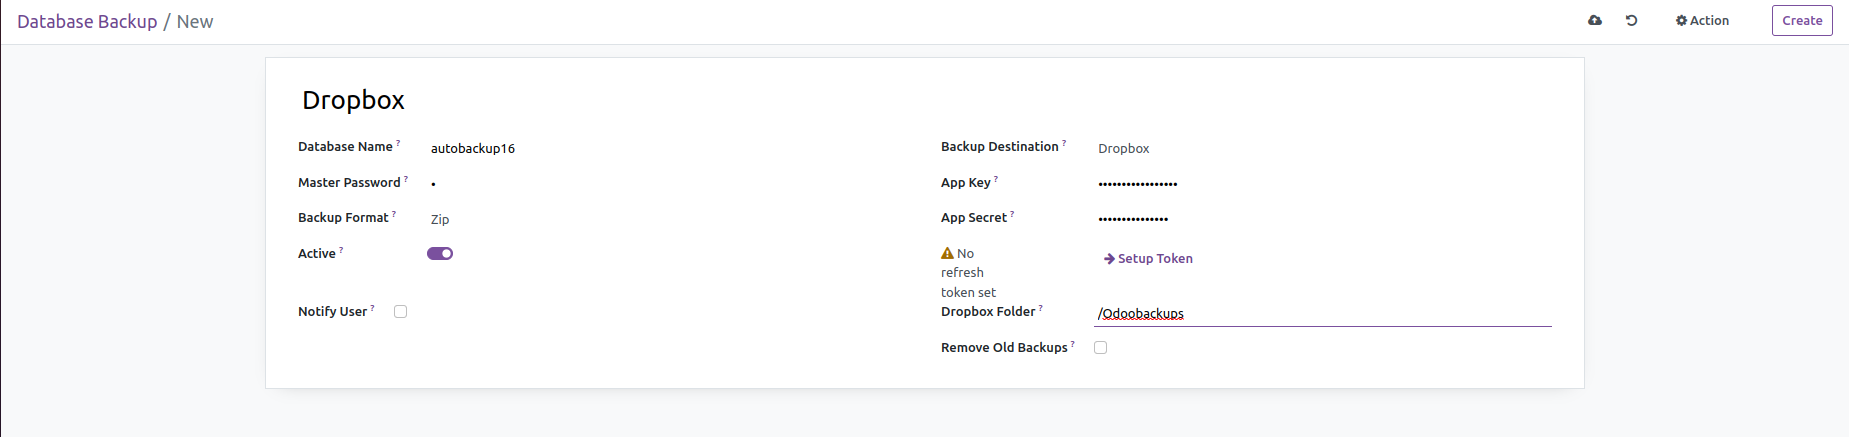 Database Backup / New
Action
Create
Dropbox
Database Name ? autobackup16
Backup Destination ? Dropbox
Master Password ? •
App Key ? •••••••••••••••••
Backup Format ? Zip
App Secret ? •••••••••••••••
Active ?
No
refresh
token set
Setup Token
Notify User ?
Dropbox Folder ? /Odoobackups
Remove Old Backups ?